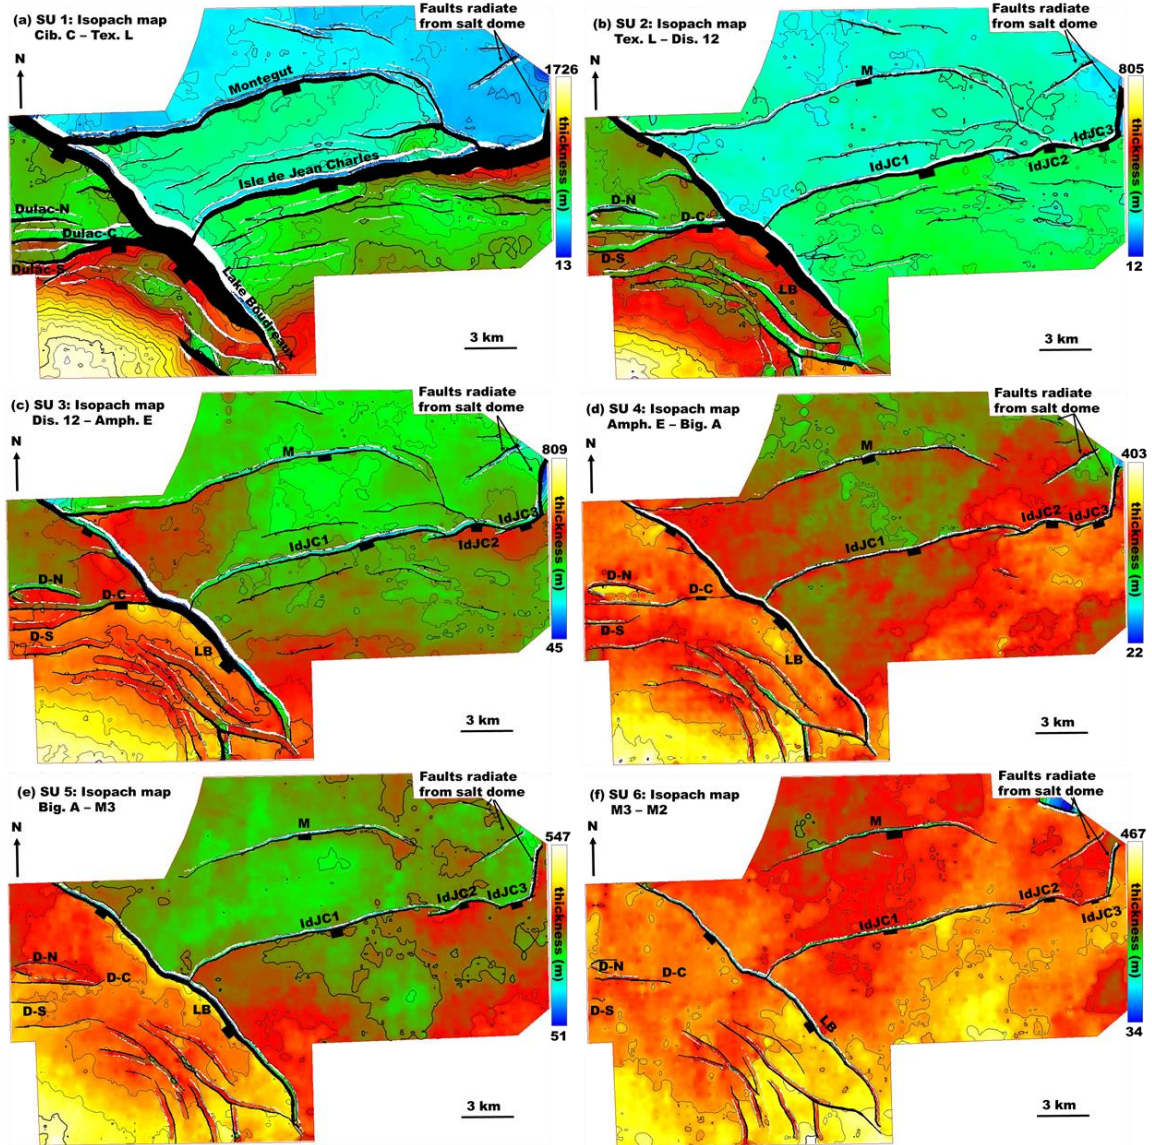 (a) SU 1: Isopach map
Cib. C – Tex. L
N
Faults radiate
from salt dome
Montegut
Isle de Jean Charles
Dulac-N
Dulac-C
Dulac-S
Lake Boudreaux
3 km
1726
thickness (m)
13
(b) SU 2: Isopach map
Tex. L – Dis. 12
N
Faults radiate
from salt dome
M
IdJC1
IdJC2
IdJC3
D-N
D-C
D-S
LB
3 km
805
thickness (m)
12
(c) SU 3: Isopach map
Dis. 12 – Amph. E
N
Faults radiate
from salt dome
M
IdJC1
IdJC2
IdJC3
D-N
D-C
D-S
LB
3 km
809
thickness (m)
45
(d) SU 4: Isopach map
Amph. E – Big. A
N
Faults radiate
from salt dome
M
IdJC1
IdJC2
IdJC3
D-N
D-C
D-S
LB
3 km
403
thickness (m)
22
(e) SU 5: Isopach map
Big. A – M3
N
Faults radiate
from salt dome
M
IdJC1
IdJC2
IdJC3
D-N
D-C
D-S
LB
3 km
547
thickness (m)
51
(f) SU 6: Isopach map
M3 – M2
N
Faults radiate
from salt dome
M
IdJC1
IdJC2
IdJC3
D-N
D-C
D-S
LB
3 km
467
thickness (m)
34